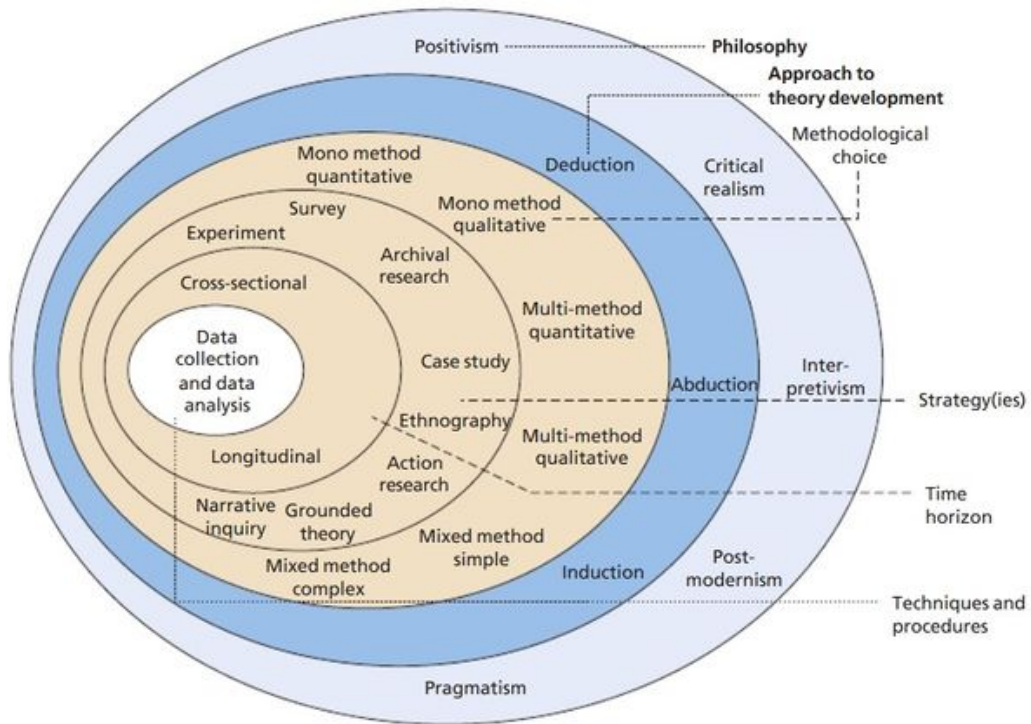 Positivism
Philosophy
Approach to
theory development
Methodological
choice
Mono method
quantitative
Deduction
Critical
realism
Mono method
qualitative
Survey
Experiment
Archival
research
Cross-sectional
Multi-method
quantitative
Data
collection
and data
analysis
Case study
Abduction
Inter-
pretivism
Strategy(ies)
Ethnography
Multi-method
qualitative
Longitudinal
Action
research
Time
horizon
Narrative
inquiry
Grounded
theory
Mixed method
simple
Mixed method
complex
Induction
Post-
modernism
Techniques and
procedures
Pragmatism